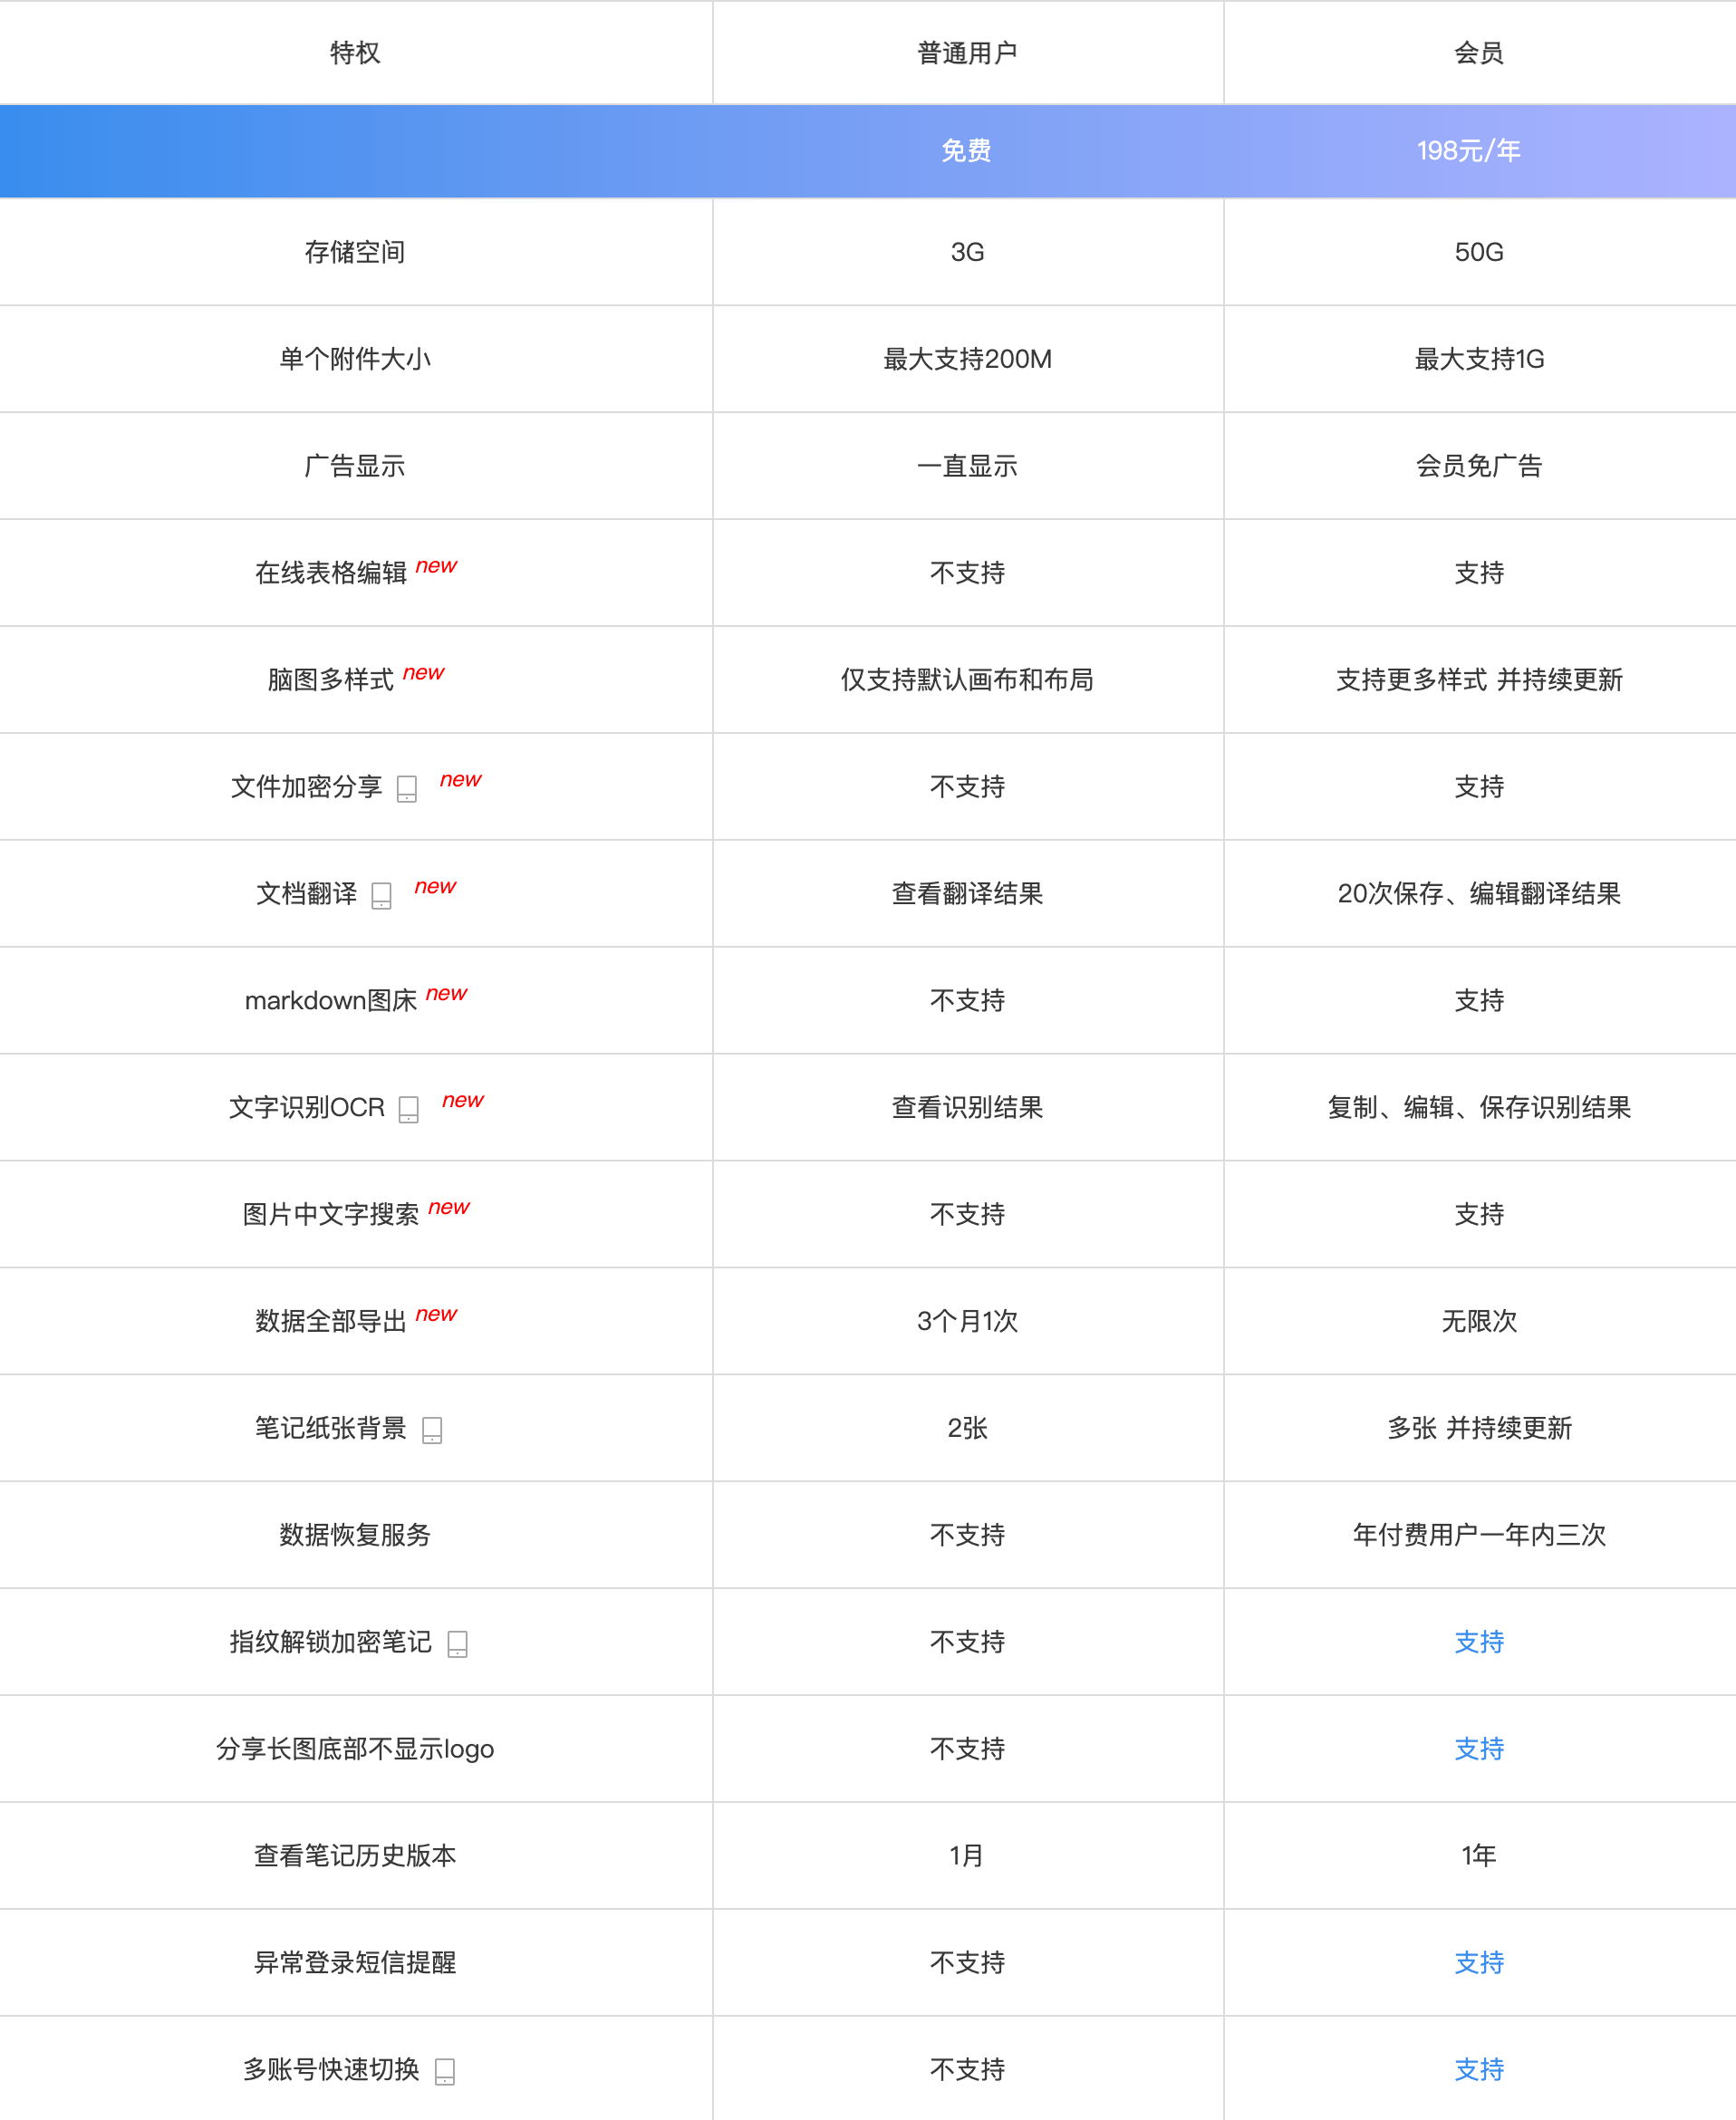 特权 普通用户 会员
免费 198元/年
存储空间 3G 50G
单个附件大小 最大支持200M 最大支持1G
广告显示 一直显示 会员免广告
在线表格编辑 new 不支持 支持
脑图多样式 new 仅支持默认画布和布局 支持更多样式 并持续更新
文件加密分享 new 不支持 支持
文档翻译 new 查看翻译结果 20次保存、编辑翻译结果
markdown图床 new 不支持 支持
文字识别OCR new 查看识别结果 复制、编辑、保存识别结果
图片中文字搜索 new 不支持 支持
数据全部导出 new 3个月1次 无限次
笔记纸张背景 2张 多张 并持续更新
数据恢复服务 不支持 年付费用户一年内三次
指纹解锁加密笔记 不支持 支持
分享长图底部不显示logo 不支持 支持
查看笔记历史版本 1月 1年
异常登录短信提醒 不支持 支持
多账号快速切换 不支持 支持